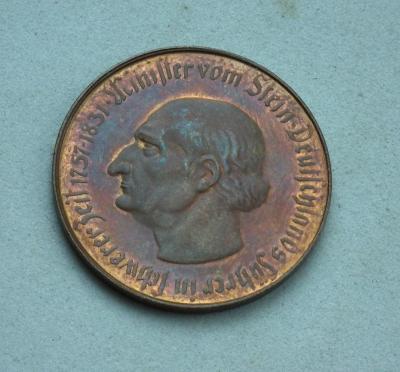 Minister vom Stein · Deutschlands Führer in schwerer Zeit 1757-1831 ·